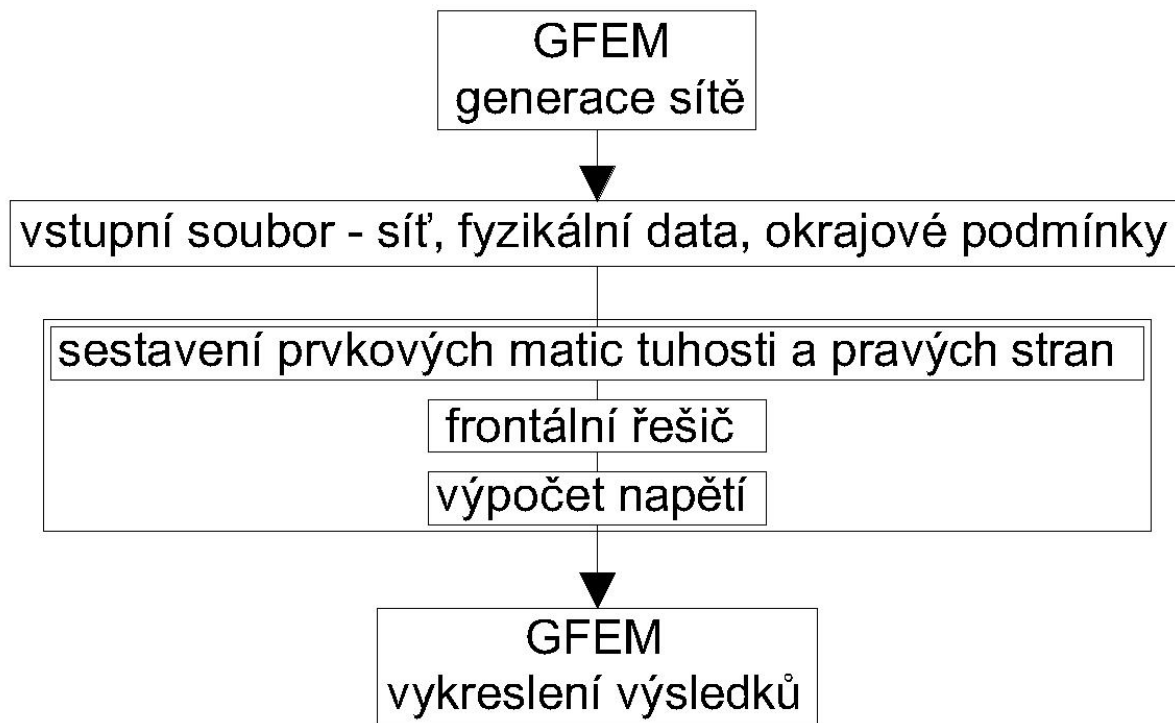 GFEM
generace sítě
vstupní soubor - síť, fyzikální data, okrajové podmínky
sestavení prvkových matic tuhosti a pravých stran
frontální řešič
výpočet napětí
GFEM
vykreslení výsledků